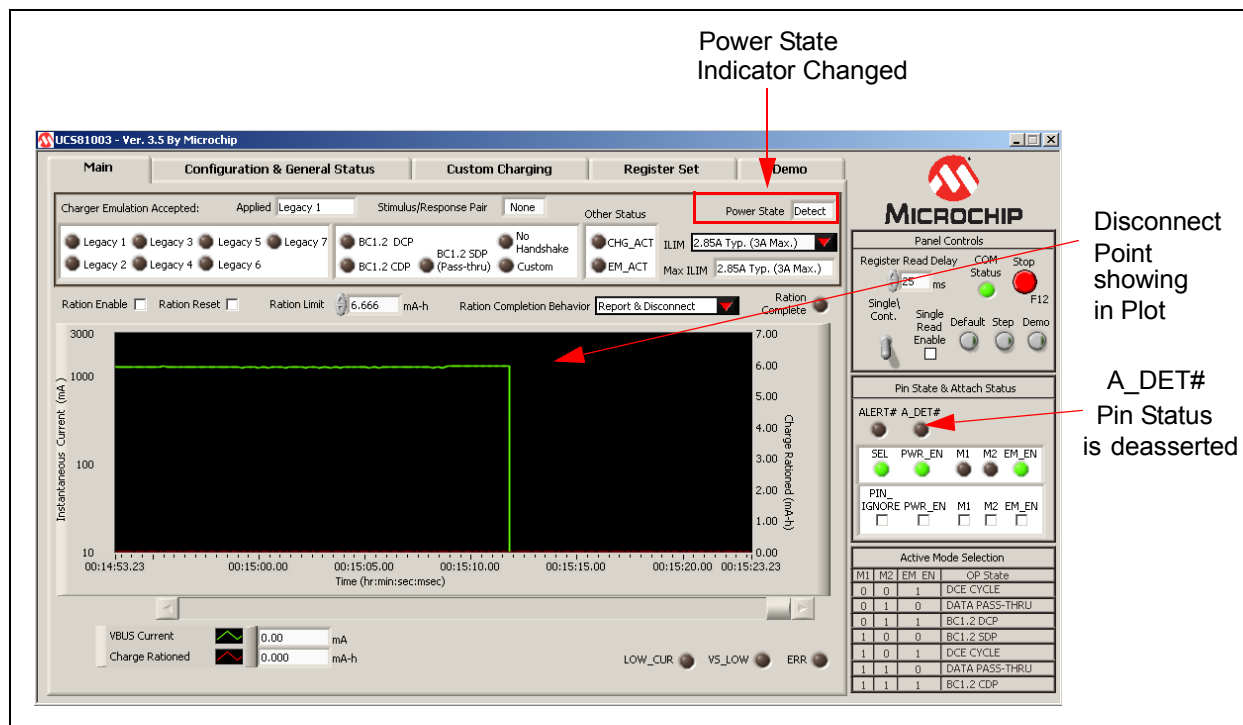 Power State
Indicator Changed
UCS81003 - Ver. 3.5 By Microchip
Main
Configuration & General Status
Custom Charging
Register Set
Demo
Charger Emulation Accepted:
Applied
Legacy 1
Stimulus/Response Pair
None
Other Status
Power State
Detect
Legacy 1
Legacy 3
Legacy 5
Legacy 7
Legacy 2
Legacy 4
Legacy 6
BC1.2 DCP
BC1.2 CDP
BC1.2 SDP
(Pass-thru)
No
Handshake
Custom
CHG_ACT
EM_ACT
ILIM
2.85A Typ. (3A Max.)
Max ILIM
2.85A Typ. (3A Max.)
Ration Enable
Ration Reset
Ration Limit
6.666
mA-h
Ration Completion Behavior
Report & Disconnect
Ration
Complete
Instantaneous Current (mA)
3000
1000
100
10
7.00
6.00
5.00
4.00
3.00
2.00
1.00
0.00
Charge Rationed (mA-h)
00:14:53.23
00:15:00.00
00:15:05.00
00:15:10.00
00:15:15.00
00:15:20.00
00:15:23.23
Time (hr:min:sec:msec)
VBUS Current
0.00
mA
Charge Rationed
0.000
mA-h
LOW_CUR
VS_LOW
ERR
MICROCHIP
Panel Controls
Register Read Delay
25
ms
COM
Status
Stop
F12
Single\
Cont.
Single
Read
Enable
Default
Step
Demo
Pin State & Attach Status
ALERT#
A_DET#
SEL
PWR_EN
M1
M2
EM_EN
PIN_
IGNORE
PWR_EN
M1
M2
EM_EN
Active Mode Selection
M1 M2 EM EN OP State
0 0 1 DCE CYCLE
0 1 0 DATA PASS-THRU
0 1 1 BC1.2 DCP
1 0 0 BC1.2 SDP
1 0 1 DCE CYCLE
1 1 0 DATA PASS-THRU
1 1 1 BC1.2 CDP
Disconnect
Point
showing
in Plot
A_DET#
Pin Status
is deasserted